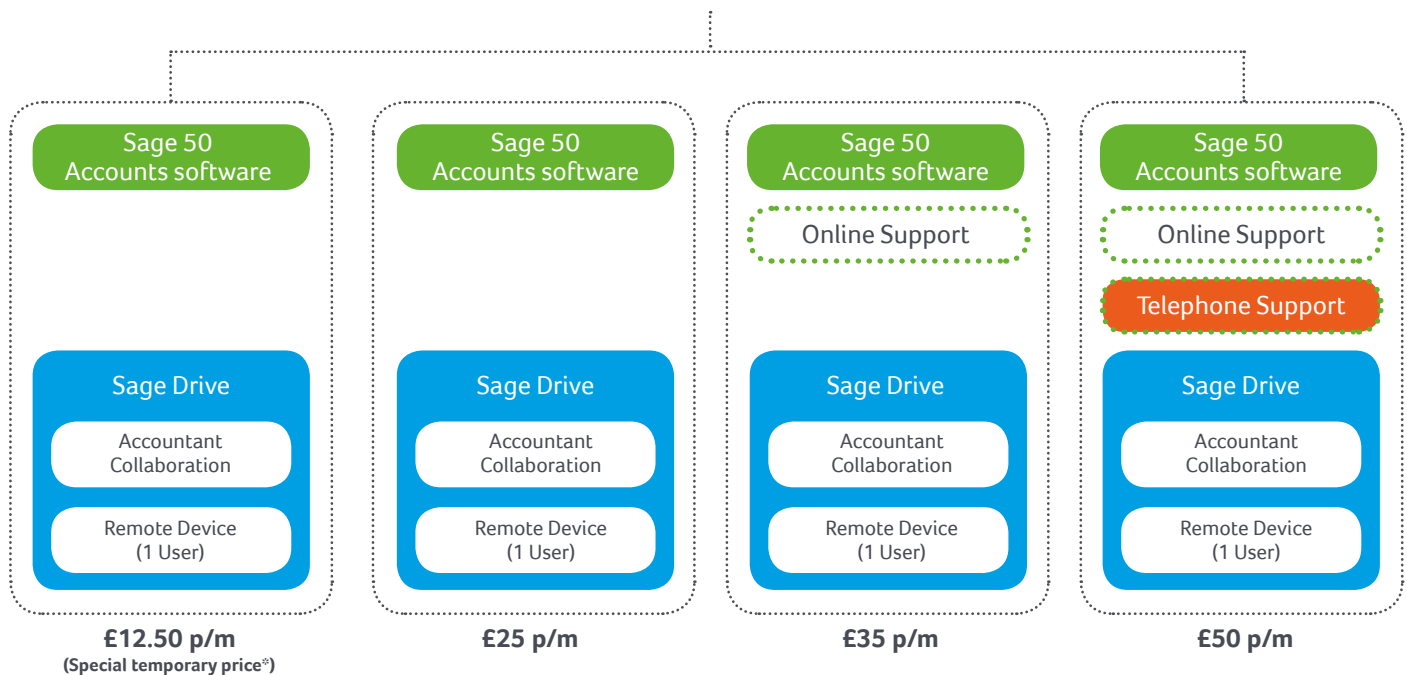 Sage 50
Accounts software
Sage Drive
Accountant
Collaboration
Remote Device
(1 User)
£12.50 p/m
(Special temporary price*)
Sage 50
Accounts software
Sage Drive
Accountant
Collaboration
Remote Device
(1 User)
£25 p/m
Sage 50
Accounts software
Online Support
Sage Drive
Accountant
Collaboration
Remote Device
(1 User)
£35 p/m
Sage 50
Accounts software
Online Support
Telephone Support
Sage Drive
Accountant
Collaboration
Remote Device
(1 User)
£50 p/m